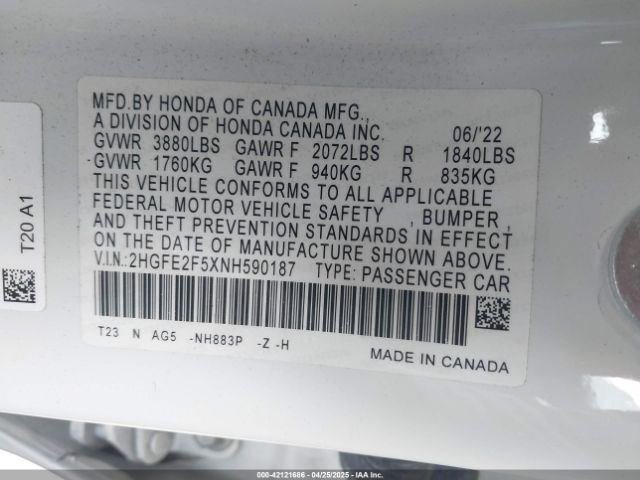 MFD.BY HONDA OF CANADA MFG.,
A DIVISION OF HONDA CANADA INC. 06/'22
GVWR 3880LBS GAWR F 2072LBS R 1840LBS
GVWR 1760KG GAWR F 940KG R 835KG
THIS VEHICLE CONFORMS TO ALL APPLICABLE
FEDERAL MOTOR VEHICLE SAFETY , BUMPER,
AND THEFT PREVENTION STANDARDS IN EFFECT
ON THE DATE OF MANUFACTURE SHOWN ABOVE.
V.I.N.:2HGFE2F5XNH590187 TYPE: PASSENGER CAR
T23 N AG5 -NH883P -Z -H
MADE IN CANADA
T20 A1
000-42121686 - 04/25/2025 - IAAI.COM